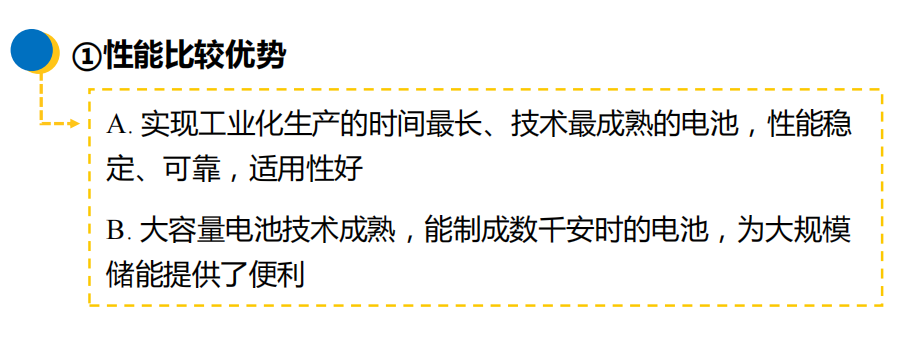 ①性能比较优势
A. 实现工业化生产的时间最长、技术最成熟的电池，性能稳
定、可靠，适用性好
B. 大容量电池技术成熟，能制成数千安时的电池，为大规模
储能提供了便利